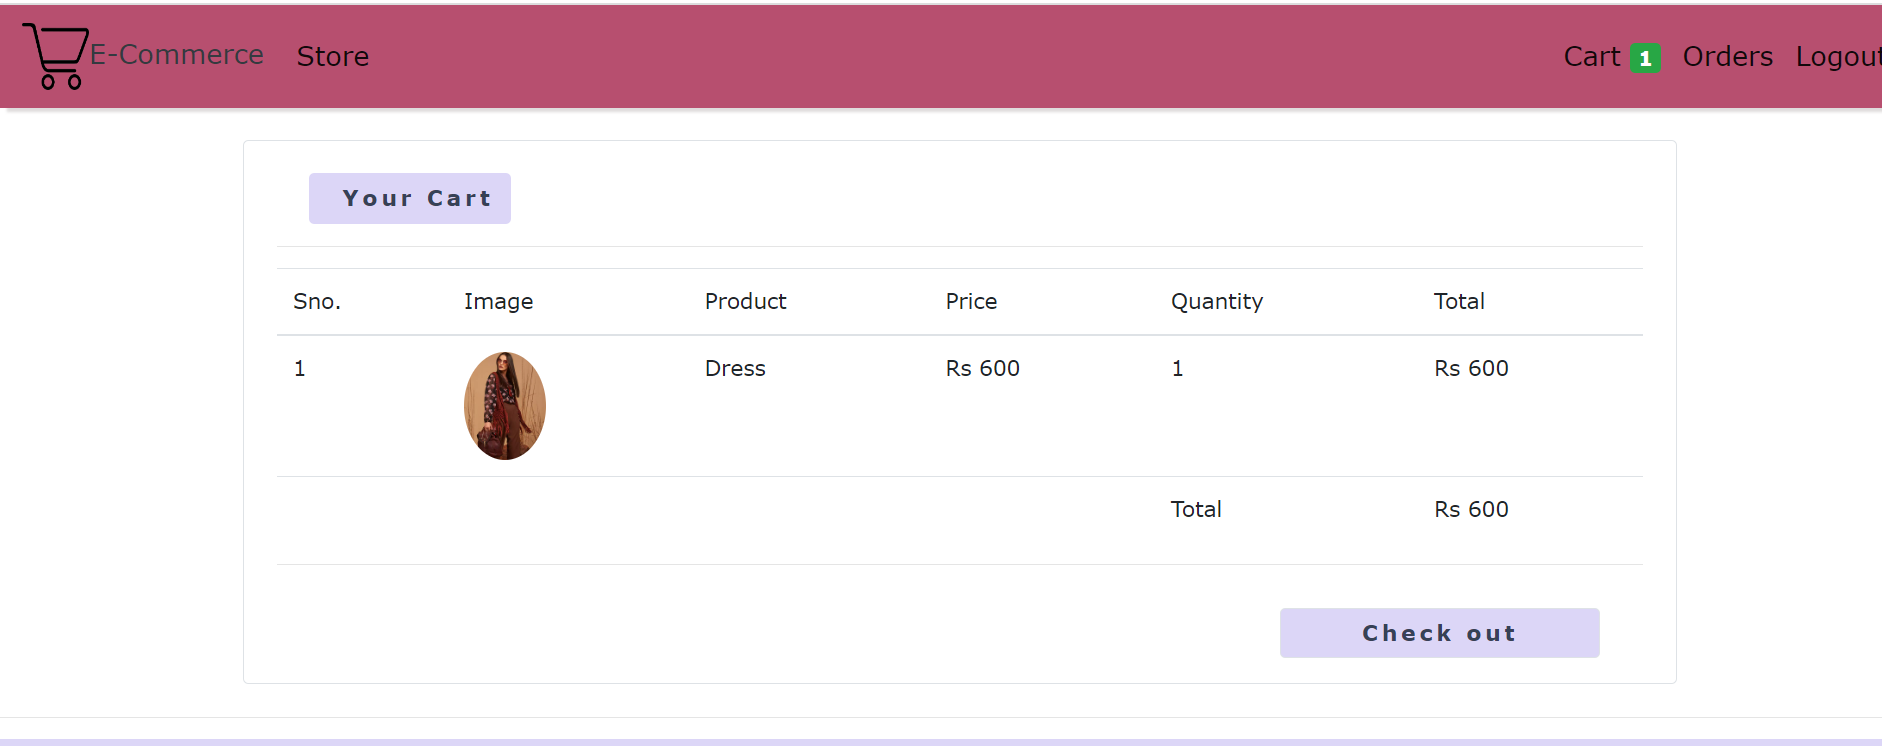 E-Commerce Store Cart 1 Orders Logout
Your Cart
Sno. Image Product Price Quantity Total
1 Dress Rs 600 1 Rs 600
Total Rs 600
Check out